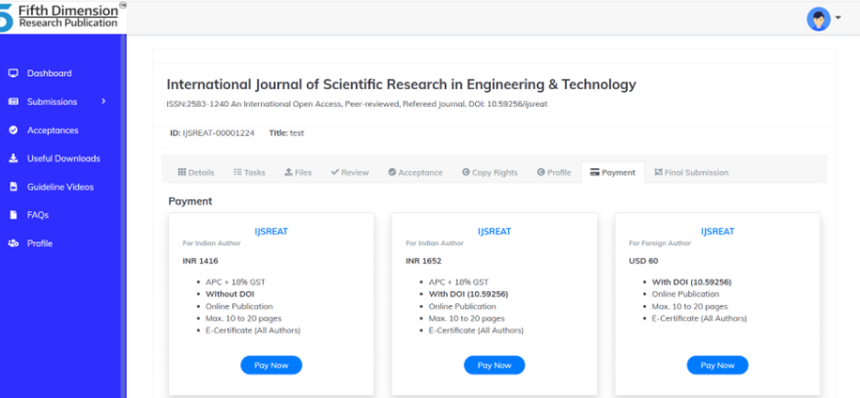 Fifth Dimension TM
Research Publication
Dashboard
Submissions
Acceptances
Useful Downloads
Guideline Videos
FAQs
Profile
International Journal of Scientific Research in Engineering & Technology
ISSN:2583-1240 An International Open Access, Peer-reviewed, Refereed Journal, DOI: 10.59256/ijsreat
ID: IJSREAT-00001224 Title: test
Details Tasks Files Review Acceptance Copy Rights Profile Payment Final Submission
Payment
IJSREAT
For Indian Author
INR 1416
• APC + 18% GST
• Without DOI
• Online Publication
• Max. 10 to 20 pages
• E-Certificate (All Authors)
Pay Now
IJSREAT
For Indian Author
INR 1652
• APC + 18% GST
• With DOI (10.59256)
• Online Publication
• Max. 10 to 20 pages
• E-Certificate (All Authors)
Pay Now
IJSREAT
For Foreign Author
USD 60
• With DOI (10.59256)
• Online Publication
• Max. 10 to 20 pages
• E-Certificate (All Authors)
Pay Now